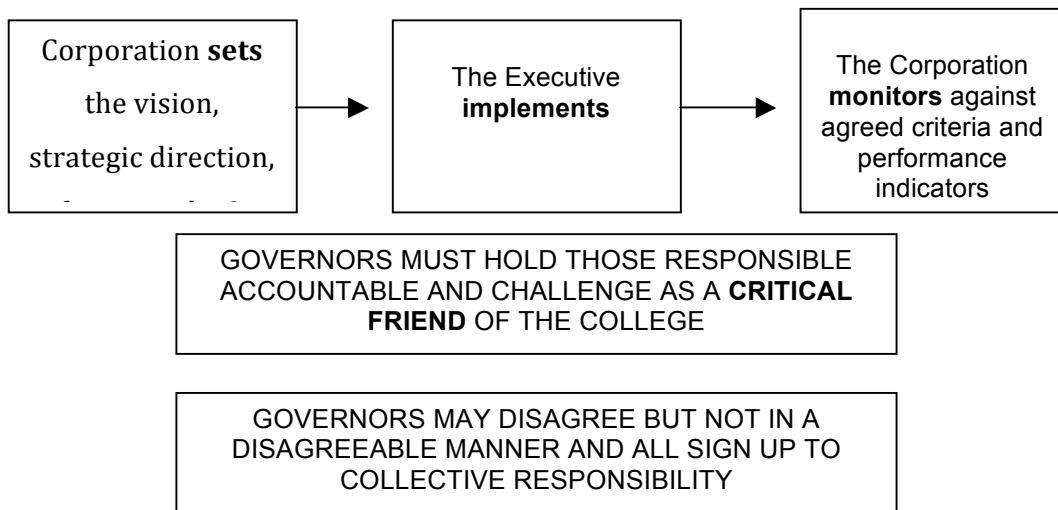 Corporation sets
the vision,
strategic direction,
The Executive
implements
The Corporation
monitors against
agreed criteria and
performance
indicators
GOVERNORS MUST HOLD THOSE RESPONSIBLE
ACCOUNTABLE AND CHALLENGE AS A CRITICAL
FRIEND OF THE COLLEGE
GOVERNORS MAY DISAGREE BUT NOT IN A
DISAGREEABLE MANNER AND ALL SIGN UP TO
COLLECTIVE RESPONSIBILITY